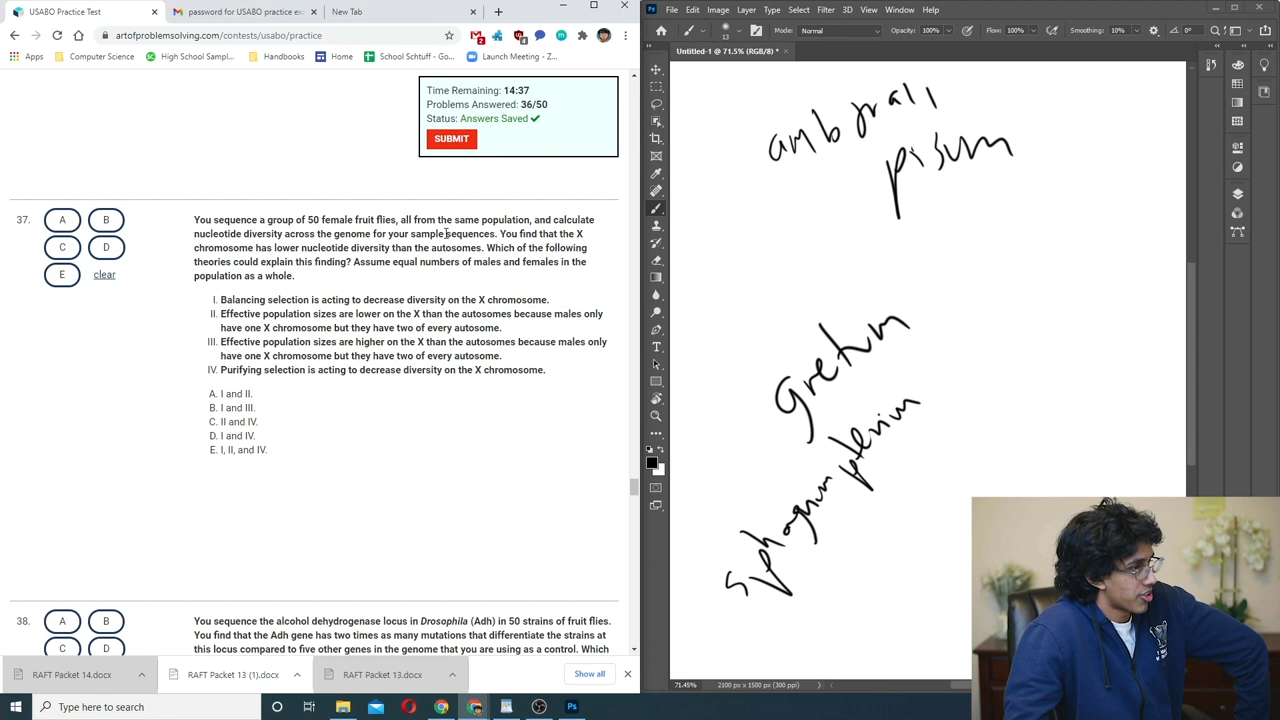 USABO Practice Test
password for USABO practice ex
New Tab
artofproblemsolving.com/contests/usabo/practice
Apps
Computer Science
High School Sampl...
Handbooks
Home
School Schtuff - Go...
Launch Meeting - Z...
Time Remaining: 14:37
Problems Answered: 36/50
Status: Answers Saved ✔
SUBMIT
37.
A
B
C
D
E
clear
You sequence a group of 50 female fruit flies, all from the same population, and calculate
nucleotide diversity across the genome for your sample sequences. You find that the X
chromosome has lower nucleotide diversity than the autosomes. Which of the following
theories could explain this finding? Assume equal numbers of males and females in the
population as a whole.
I. Balancing selection is acting to decrease diversity on the X chromosome.
II. Effective population sizes are lower on the X than the autosomes because males only
have one X chromosome but they have two of every autosome.
III. Effective population sizes are higher on the X than the autosomes because males only
have one X chromosome but they have two of every autosome.
IV. Purifying selection is acting to decrease diversity on the X chromosome.
A. I and II.
B. I and III.
C. II and IV.
D. I and IV.
E. I, II, and IV.
38.
A
B
C
D
You sequence the alcohol dehydrogenase locus in Drosophila (Adh) in 50 strains of fruit flies.
You find that the Adh gene has two times as many mutations that differentiate the strains at
this locus compared to five other genes in the genome that you are using as a control. Which
RAFT Packet 14.docx
RAFT Packet 13 (1).docx
RAFT Packet 13.docx
Show all
Type here to search
Ps
File
Edit
Image
Layer
Type
Select
Filter
3D
View
Window
Help
13
Mode:
Normal
Opacity:
100%
Flow:
100%
Smoothing:
10%
0°
Untitled-1 @ 71.5% (RGB/8) *
pisum
Gnetum
71.45%
2100 px x 1500 px (300 ppi)